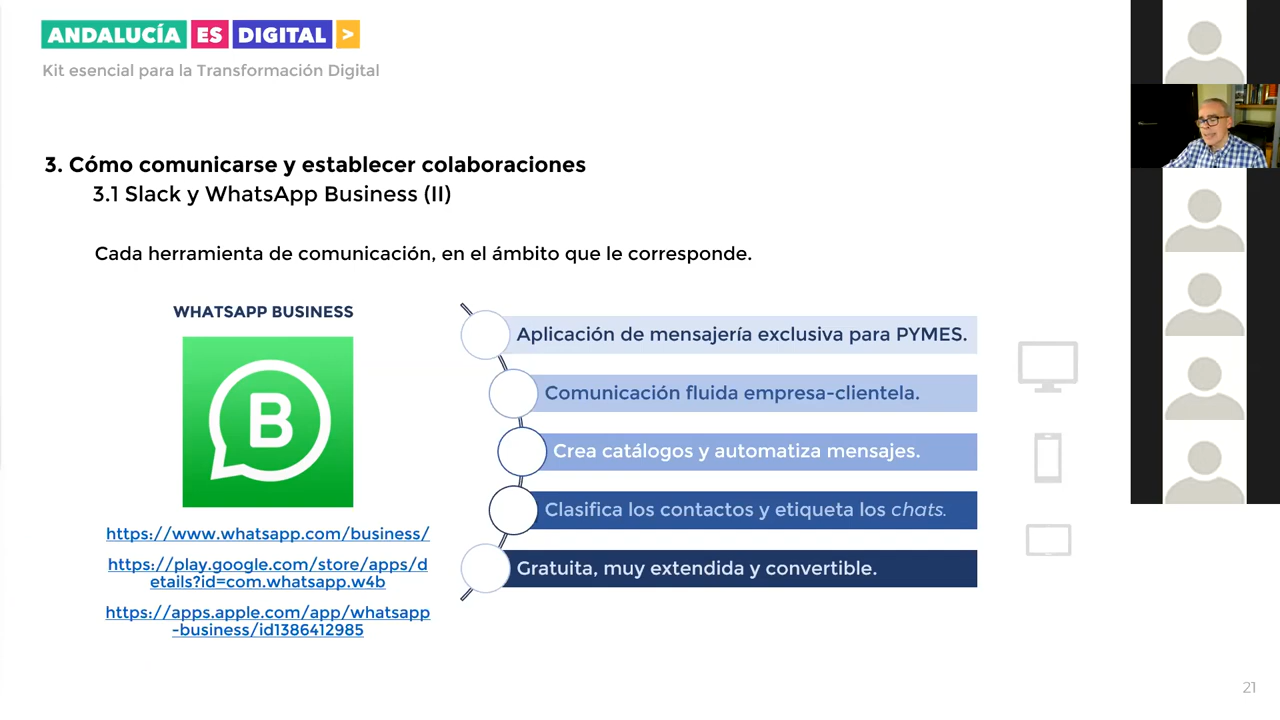 ANDALUCÍA ES DIGITAL >
Kit esencial para la Transformación Digital
3. Cómo comunicarse y establecer colaboraciones
3.1 Slack y WhatsApp Business (II)
Cada herramienta de comunicación, en el ámbito que le corresponde.
WHATSAPP BUSINESS
B
https://www.whatsapp.com/business/
https://play.google.com/store/apps/d
etails?id=com.whatsapp.w4b
https://apps.apple.com/app/whatsapp
-business/id1386412985
Aplicación de mensajería exclusiva para PYMES.
Comunicación fluida empresa-clientela.
Crea catálogos y automatiza mensajes.
Clasifica los contactos y etiqueta los chats.
Gratuita, muy extendida y convertible.
21